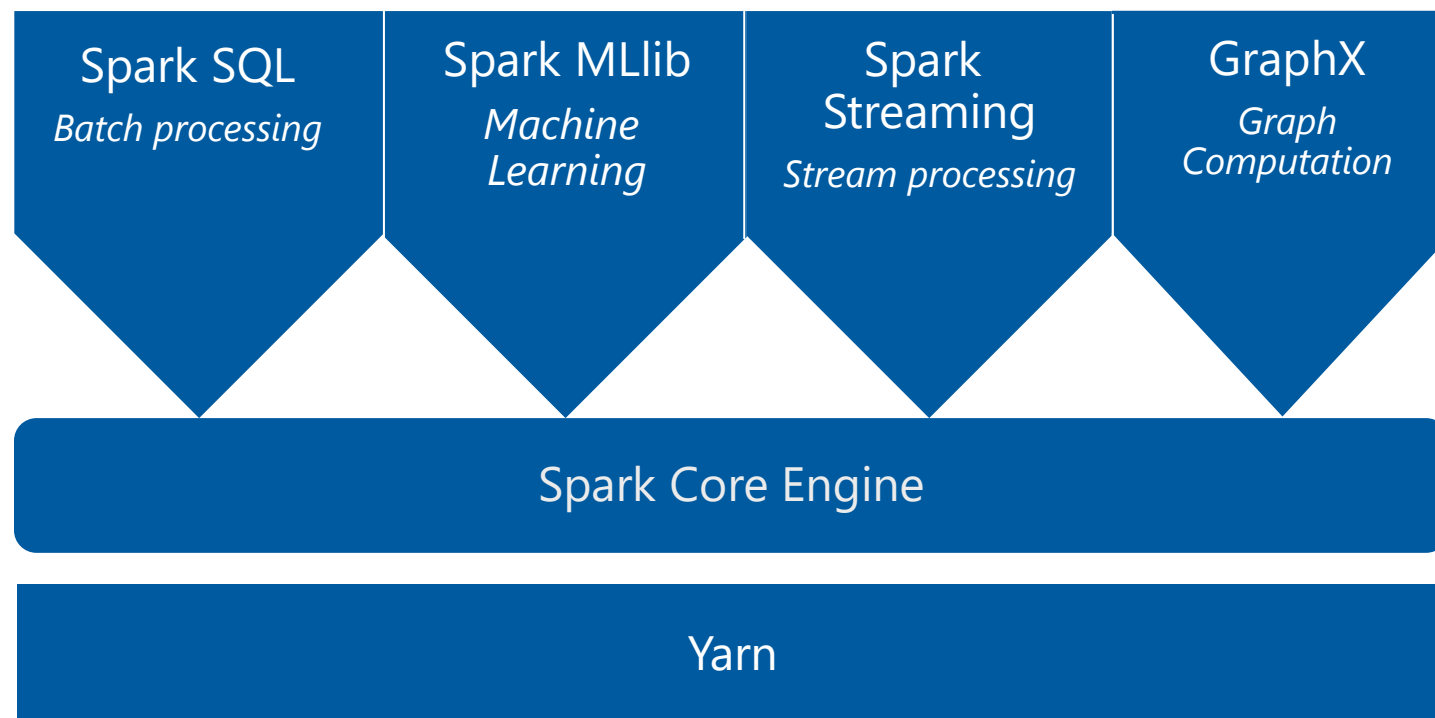 Spark SQL
Batch processing
Spark MLlib
Machine
Learning
Spark
Streaming
Stream processing
GraphX
Graph
Computation
Spark Core Engine
Yarn